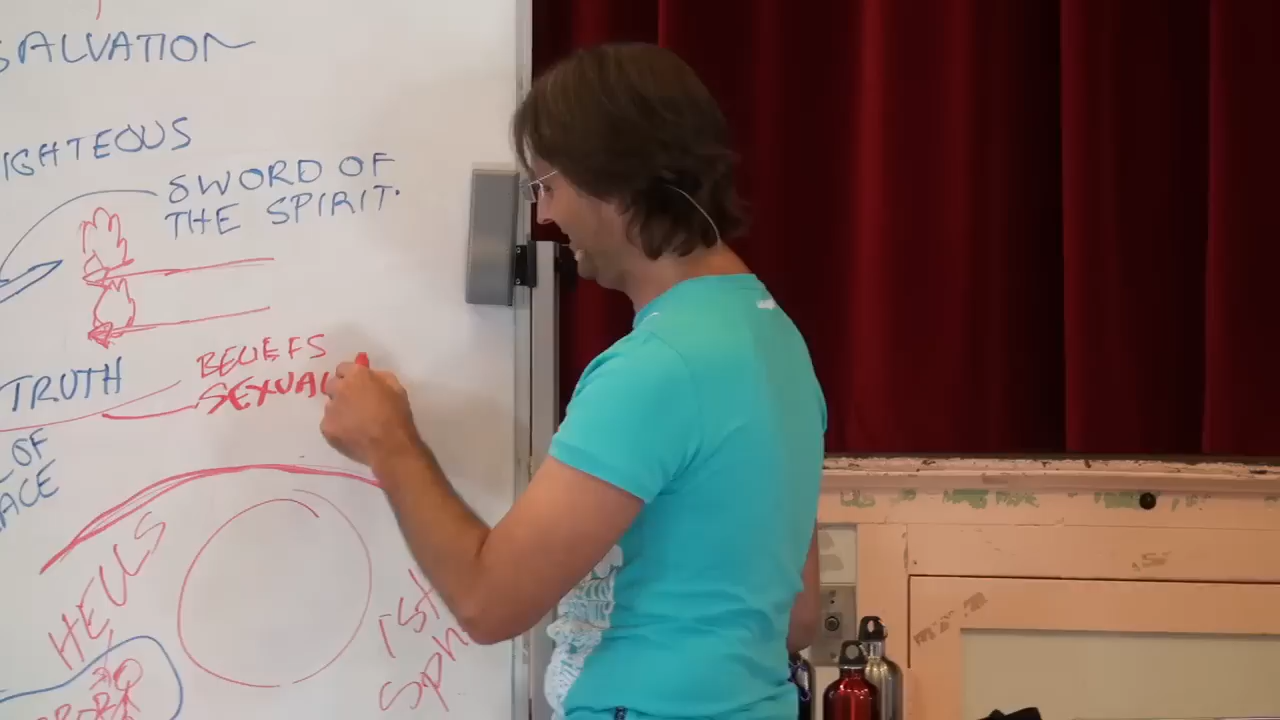 SALVATION
IGHTEOUS
SWORD OF
THE SPIRIT.
BELIEFS
TRUTH
SEXUAL
OF
ACE
HELLS
1ST
SPH